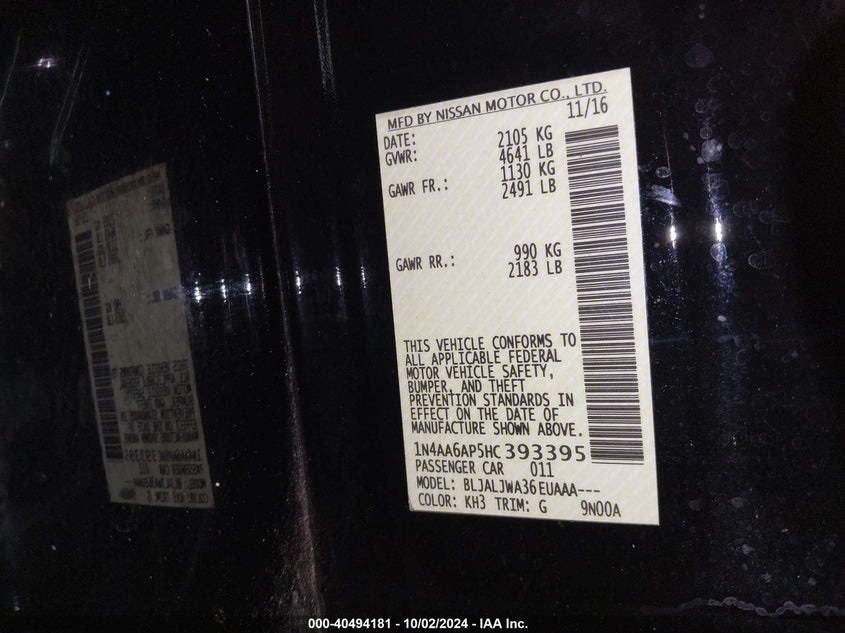 MFD BY NISSAN MOTOR CO., LTD.
DATE: 11/16
GVWR: 2105 KG
4641 LB
GAWR FR.: 1130 KG
2491 LB
GAWR RR.: 990 KG
2183 LB
THIS VEHICLE CONFORMS TO
ALL APPLICABLE FEDERAL
MOTOR VEHICLE SAFETY,
BUMPER, AND THEFT
PREVENTION STANDARDS IN
EFFECT ON THE DATE OF
MANUFACTURE SHOWN ABOVE.
1N4AA6AP5HC393395
PASSENGER CAR 011
MODEL: BLJALJWA36EUAAA---
COLOR: KH3 TRIM: G 9N00A
000-40494181 - 10/02/2024 - IAA Inc.